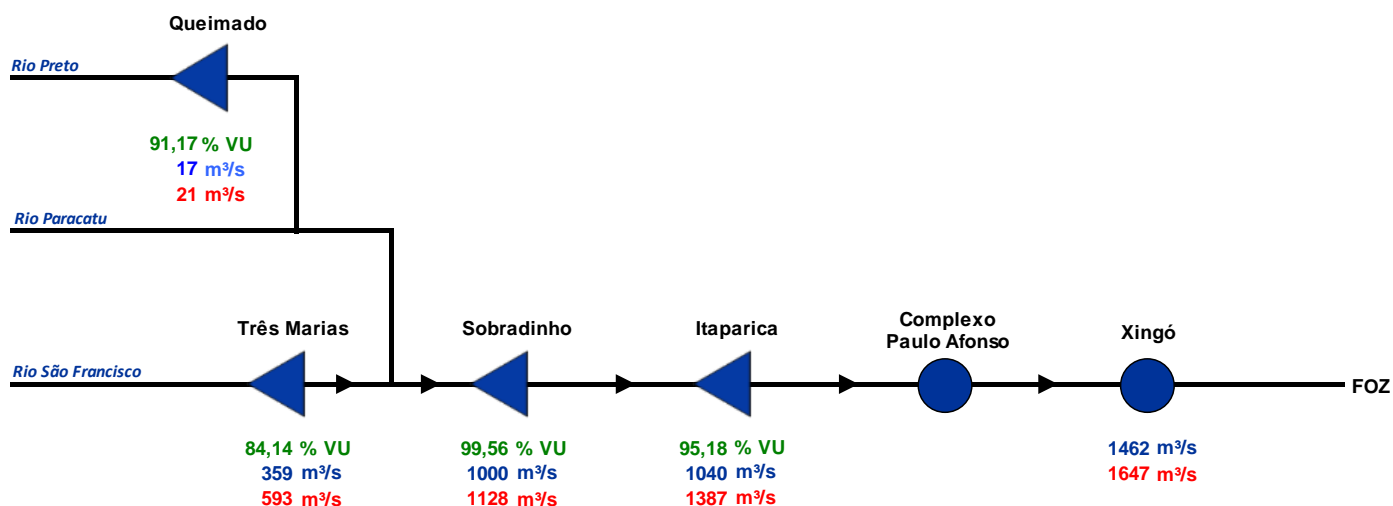 Queimado
Rio Preto
91,17 % VU
17 m³/s
21 m³/s
Rio Paracatu
Três Marias
Sobradinho
Itaparica
Complexo
Paulo Afonso
Xingó
Rio São Francisco
FOZ
84,14 % VU
359 m³/s
593 m³/s
99,56 % VU
1000 m³/s
1128 m³/s
95,18 % VU
1040 m³/s
1387 m³/s
1462 m³/s
1647 m³/s